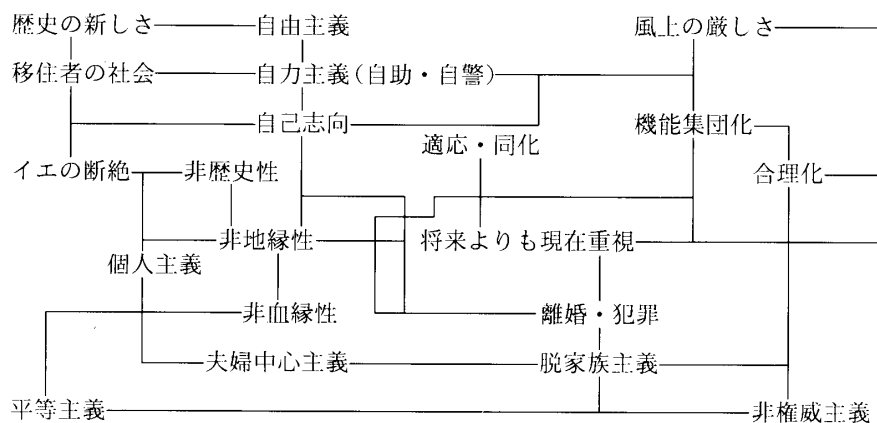 歴史の新しさ 自由主義 風上の厳しさ
移住者の社会 自力主義(自助・自警)
自己志向 機能集団化
適応・同化
イエの断絶 非歴史性 合理化
非地縁性 将来よりも現在重視
個人主義
非血縁性 離婚・犯罪
夫婦中心主義 脱家族主義
平等主義 非権威主義